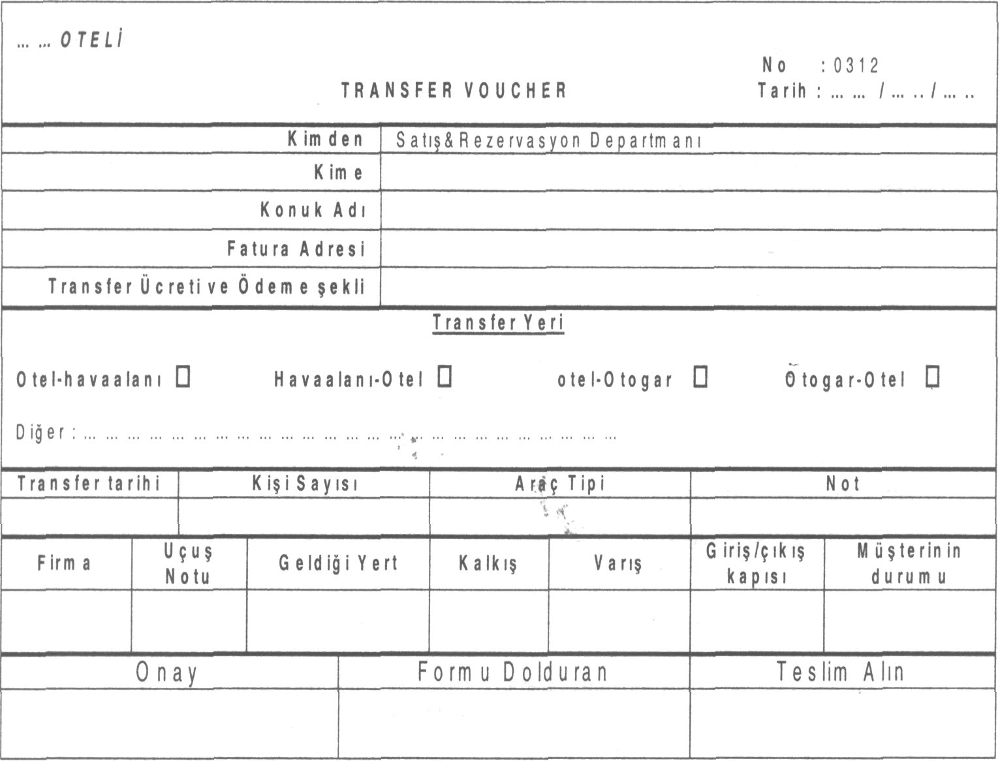 ... ... OTELİ
No : 0312
TRANSFER VOUCHER
Tarih : ... ... / ... .. / ... ..
Kimden Satış&Rezervasyon Departmanı
Kime
Konuk Adı
Fatura Adresi
Transfer Ücreti ve Ödeme şekli
Transfer Yeri
Otel-havaalanı Havaalanı-Otel otel-Otogar Otogar-Otel
Diğer : ... ... ... ... ... ... ... ... ... ... ... ... ... ... ... ... ... ... ... ... ... ... ... ... ...
Transfer tarihi Kişi Sayısı Araç Tipi Not
Firma Uçuş Notu Geldiği Yert Kalkış Varış Giriş/çıkış kapısı Müşterinin durumu
Onay Formu Dolduran Teslim Alın